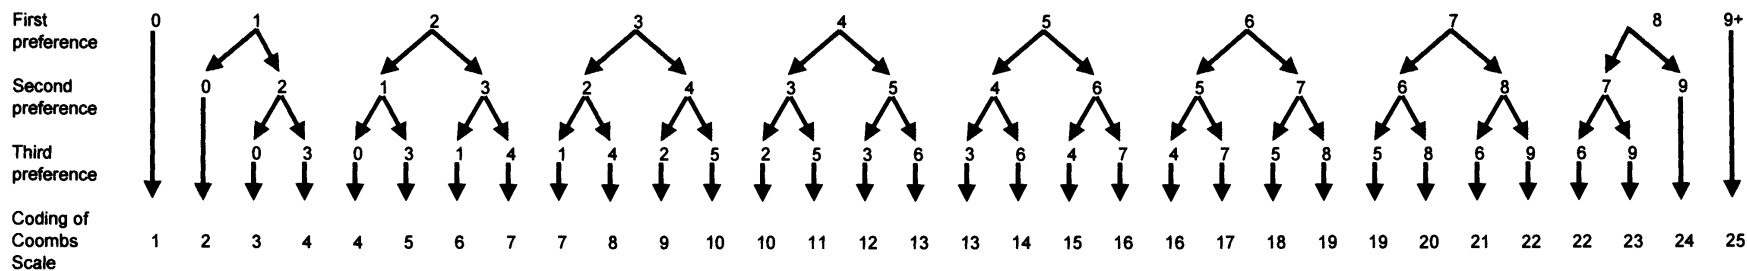 First preference 0 1 2 3 4 5 6 7 8 9+
Second preference 0 2 1 3 2 4 3 5 4 6 5 7 6 8 7 9
Third preference 0 3 0 3 1 4 1 4 2 5 2 5 3 6 3 6 4 7 4 7 5 8 5 8 6 9 6 9
Coding of Coombs Scale 1 2 3 4 4 5 6 7 7 8 9 10 10 11 12 13 13 14 15 16 16 17 18 19 19 20 21 22 22 23 24 25